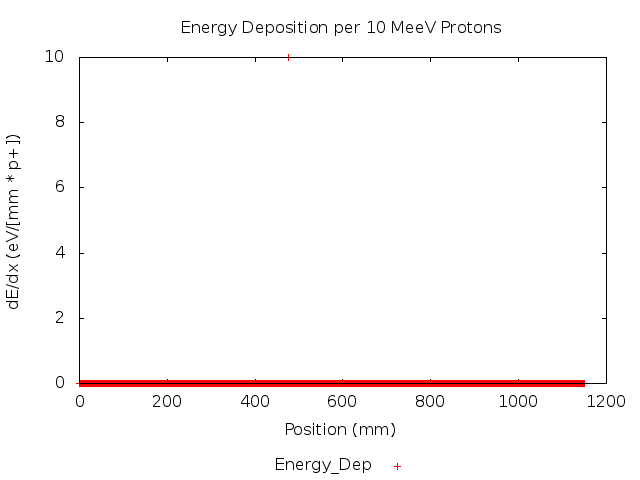 Energy Deposition per 10 MeeV Protons
10
8
6
4
2
0
dE/dx (eV/[mm * p+])
0 200 400 600 800 1000 1200
Position (mm)
Energy_Dep